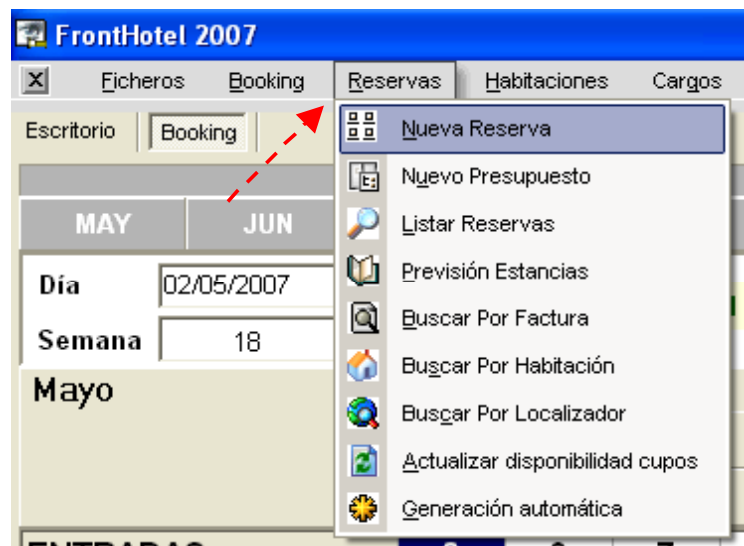 FrontHotel 2007
X Ficheros Booking Reservas Habitaciones Cargos
Escritorio Booking
Nueva Reserva
Nuevo Presupuesto
MAY JUN
Listar Reservas
Día 02/05/2007
Previsión Estancias
Semana 18
Buscar Por Factura
Buscar Por Habitación
Mayo
Buscar Por Localizador
Actualizar disponibilidad cupos
Generación automática
ENTRADAS